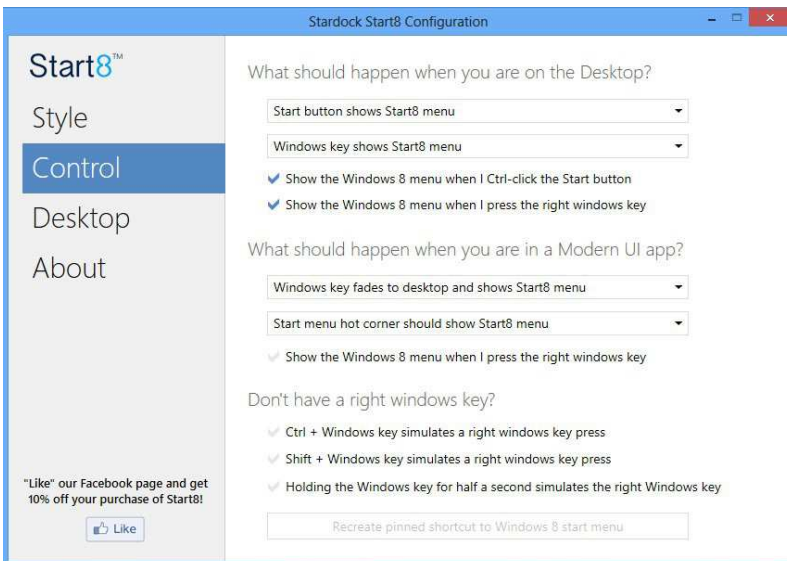 Stardock Start8 Configuration
Start8™
Style
Control
Desktop
About
"Like" our Facebook page and get
10% off your purchase of Start8!
Like
What should happen when you are on the Desktop?
Start button shows Start8 menu
Windows key shows Start8 menu
Show the Windows 8 menu when I Ctrl-click the Start button
Show the Windows 8 menu when I press the right windows key
What should happen when you are in a Modern UI app?
Windows key fades to desktop and shows Start8 menu
Start menu hot corner should show Start8 menu
Show the Windows 8 menu when I press the right windows key
Don't have a right windows key?
Ctrl + Windows key simulates a right windows key press
Shift + Windows key simulates a right windows key press
Holding the Windows key for half a second simulates the right Windows key
Recreate pinned shortcut to Windows 8 start menu